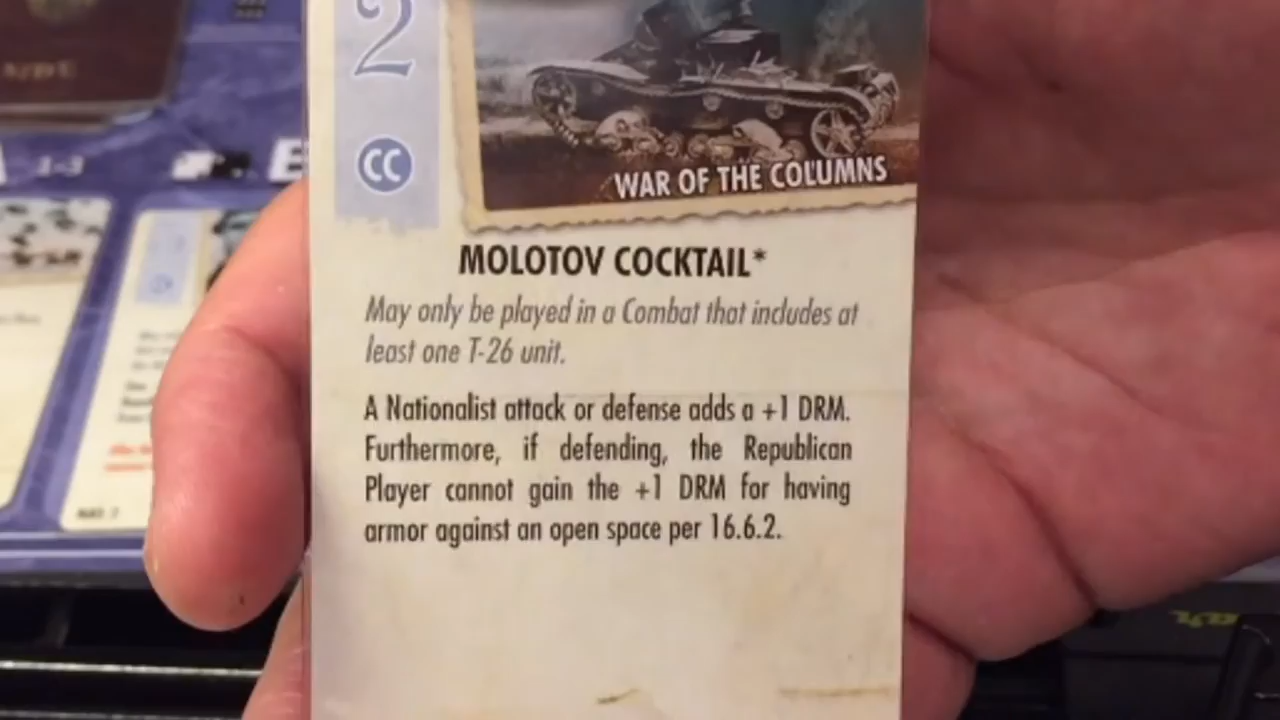 2
CC
WAR OF THE COLUMNS
MOLOTOV COCKTAIL*
May only be played in a Combat that includes at
least one T-26 unit.
A Nationalist attack or defense adds a +1 DRM.
Furthermore, if defending, the Republican
Player cannot gain the +1 DRM for having
armor against an open space per 16.6.2.